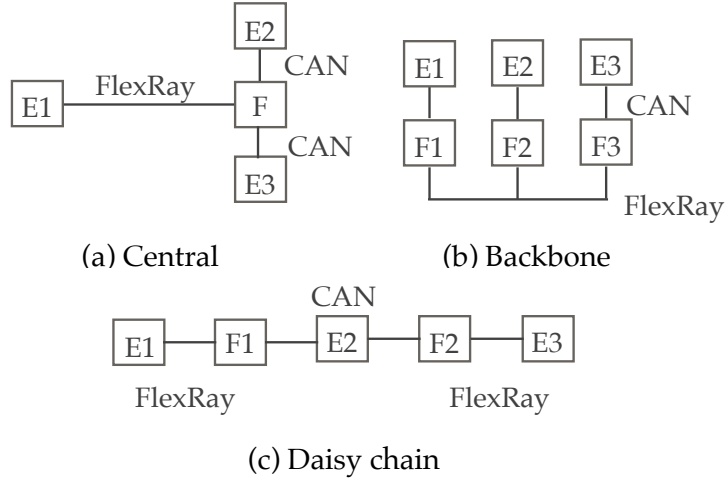 E2
CAN
FlexRay
E1
F
CAN
E3
(a) Central
E1 E2 E3
CAN
F1 F2 F3
FlexRay
(b) Backbone
CAN
E1 F1 E2 F2 E3
FlexRay FlexRay
(c) Daisy chain